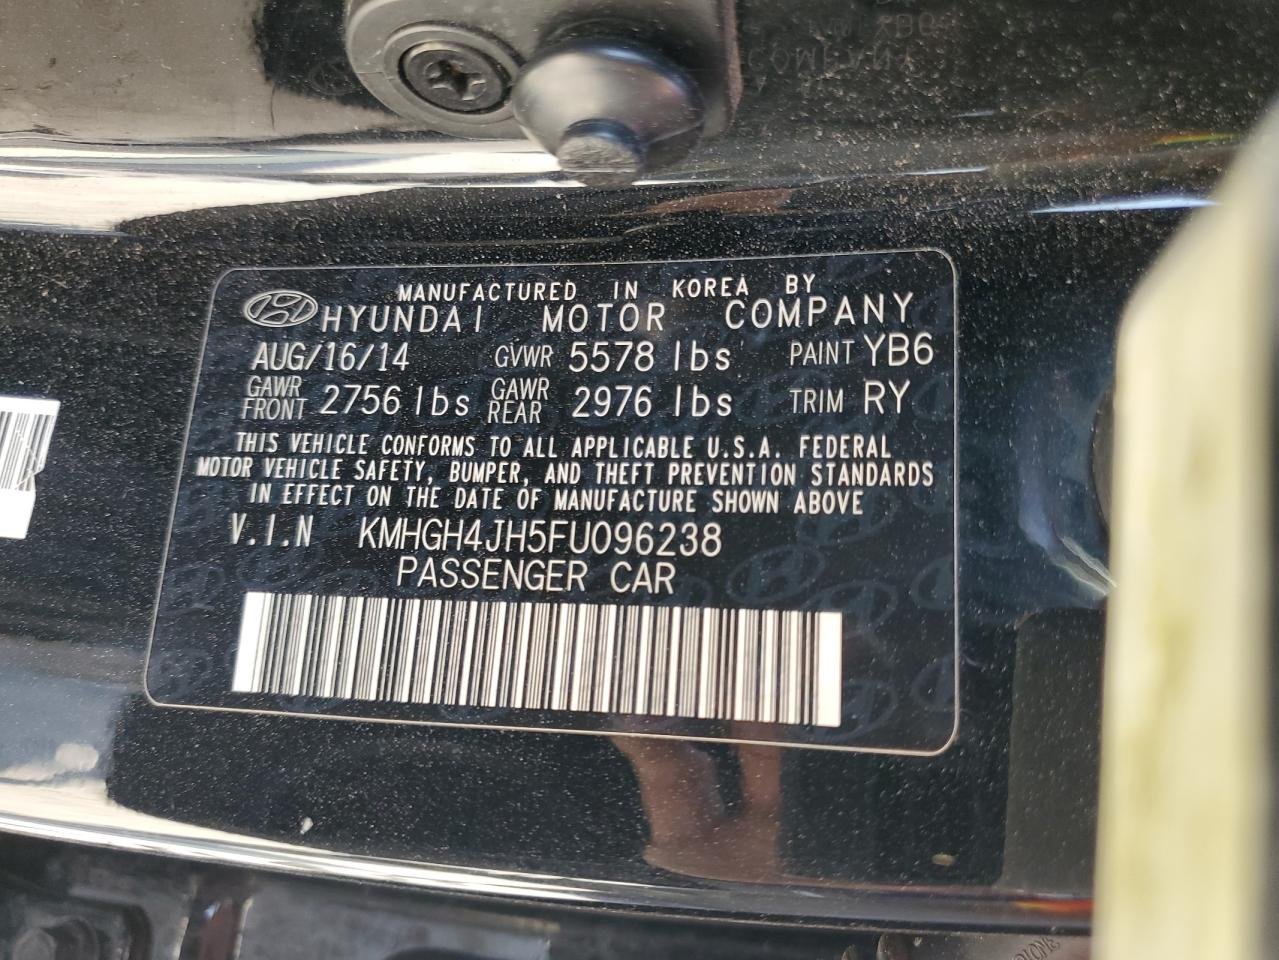 MANUFACTURED IN KOREA BY
HYUNDAI MOTOR COMPANY
AUG/16/14 GVWR 5578 lbs PAINT YB6
GAWR FRONT 2756 lbs GAWR REAR 2976 lbs TRIM RY
THIS VEHICLE CONFORMS TO ALL APPLICABLE U.S.A. FEDERAL
MOTOR VEHICLE SAFETY, BUMPER, AND THEFT PREVENTION STANDARDS
IN EFFECT ON THE DATE OF MANUFACTURE SHOWN ABOVE
V.I.N KMHGH4JH5FU096238
PASSENGER CAR